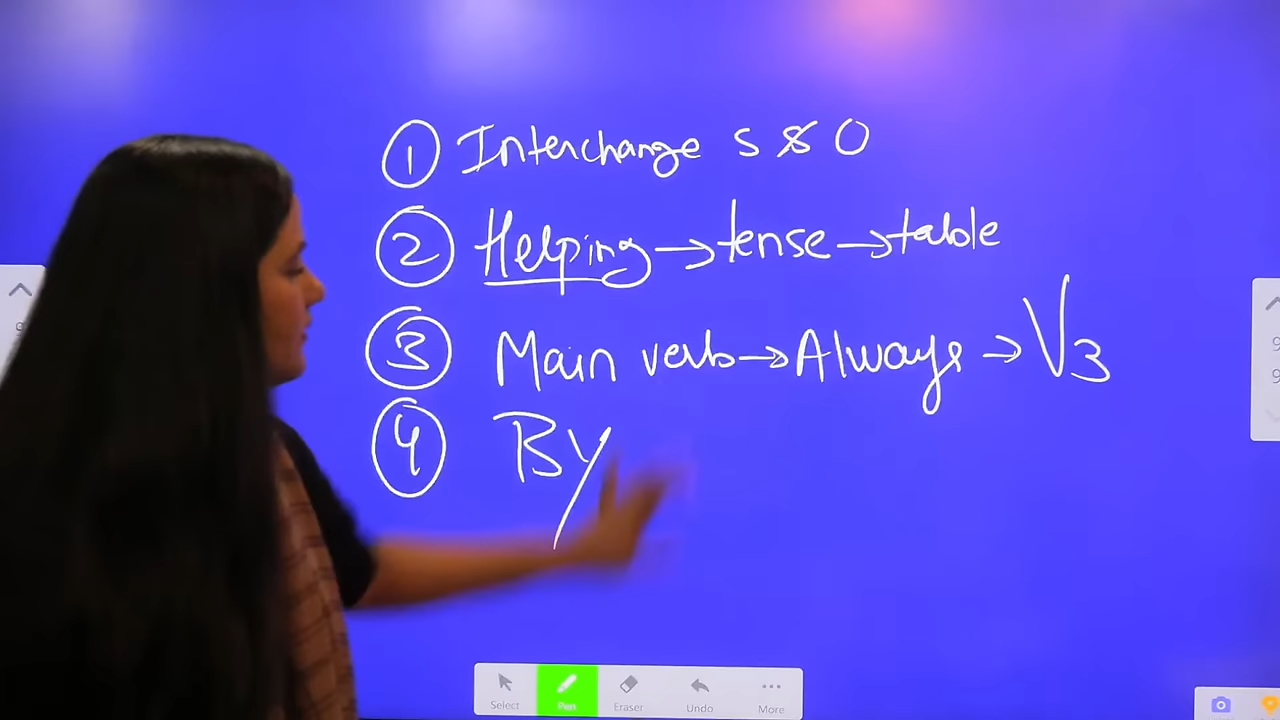 ① Interchange S & O
② Helping → tense → table
③ Main verb → Always → V3
④ By
Select Pen Eraser Undo More